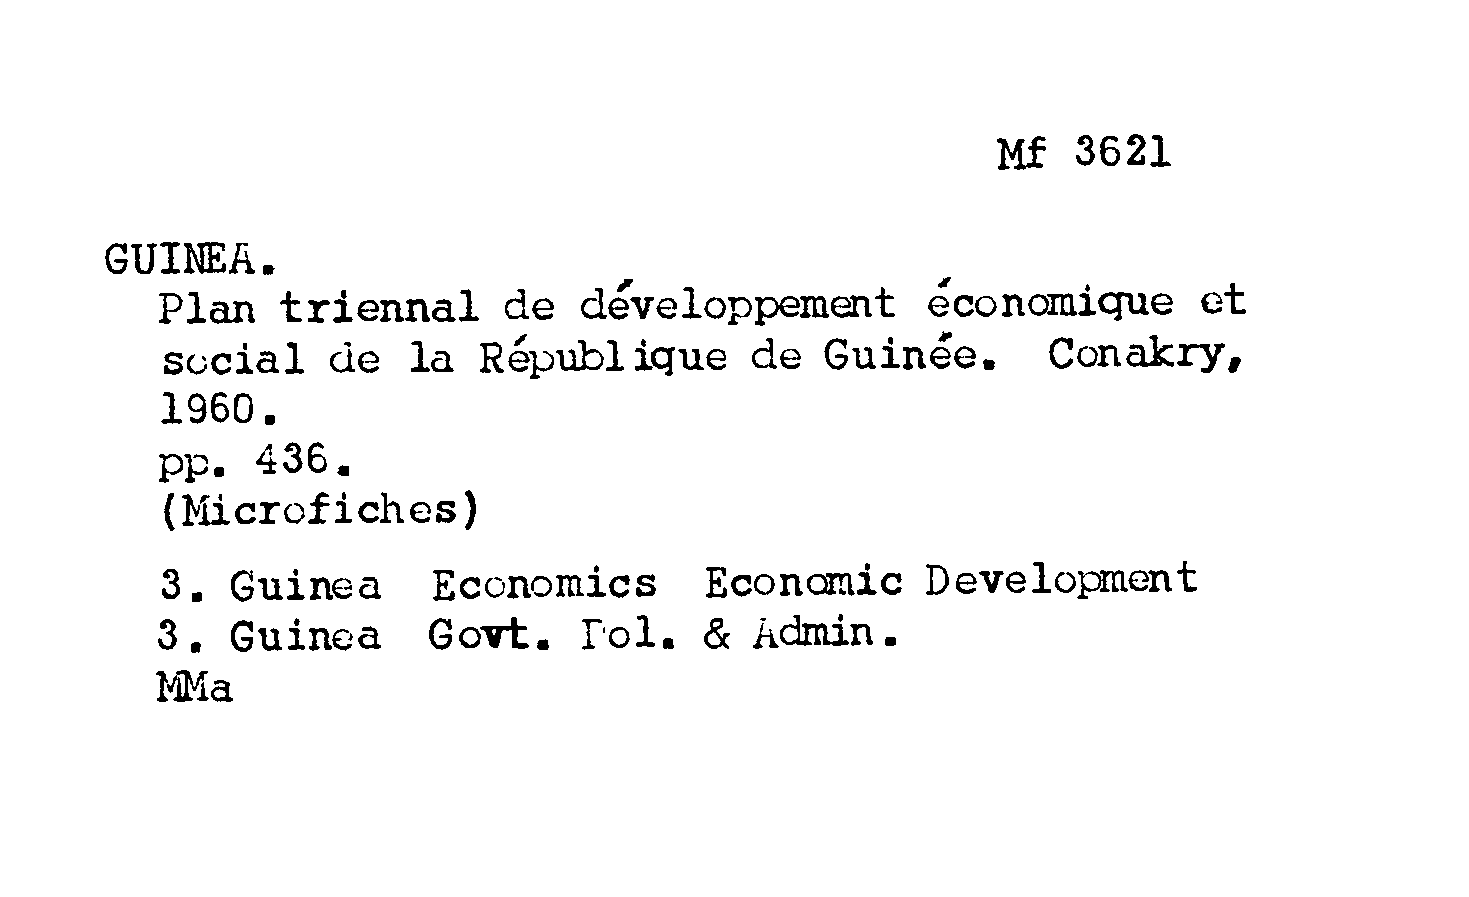 Mf 3621
GUINEA.
Plan triennal de développement économique et
social de la République de Guinée. Conakry,
1960.
pp. 436.
(Microfiches)
3. Guinea Economics Economic Development
3. Guinea Govt. Pol. & Admin.
MMa